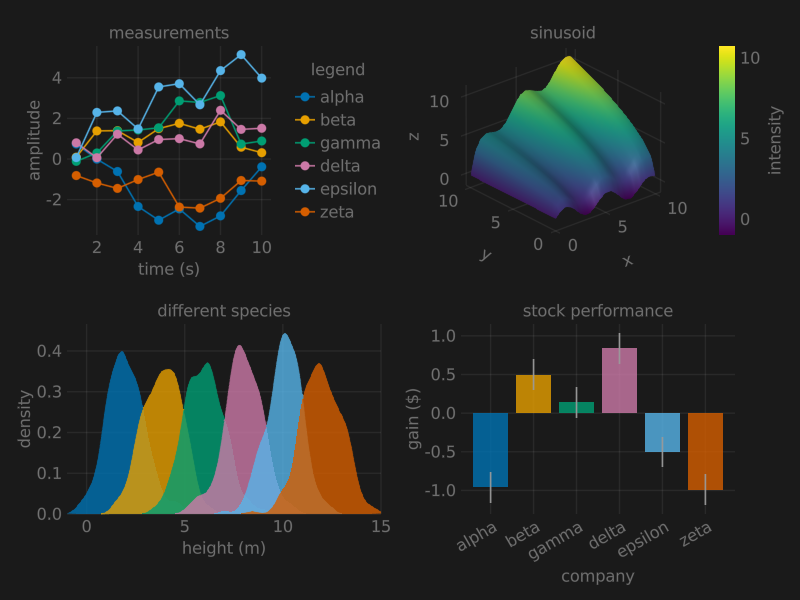 measurements
amplitude
4
2
0
-2
2 4 6 8 10
time (s)
legend
alpha
beta
gamma
delta
epsilon
zeta
sinusoid
z
10
5
0
10
5
0
y
0
5
10
x
10
5
0
intensity
different species
density
0.4
0.3
0.2
0.1
0.0
0 5 10 15
height (m)
stock performance
gain ($)
1.0
0.5
0.0
-0.5
-1.0
alpha beta gamma delta epsilon zeta
company